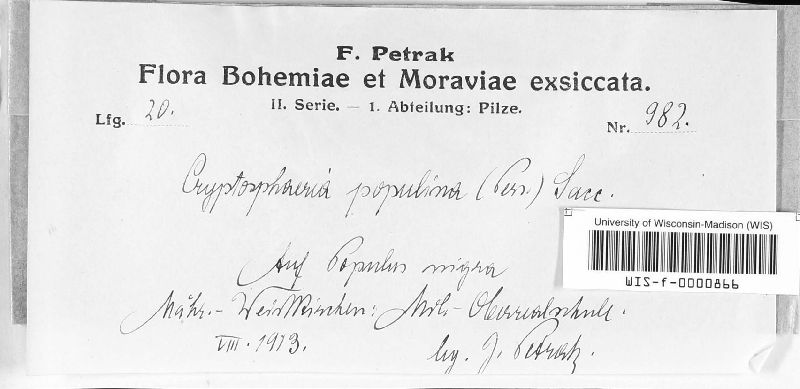 F. Petrak
Flora Bohemiae et Moraviae exsiccata.
II. Serie. – 1. Abteilung: Pilze.
Lfg. 20.
Nr. 982.
Cryptosphaeria populina (Pers.) Sacc.
University of Wisconsin-Madison (WIS)
WIS-f-0000866
Auf Populus nigra
Mähr.-Weisskirchen: Mil.-Oberrealschule.
VIII. 1913. leg. J. Petrak.